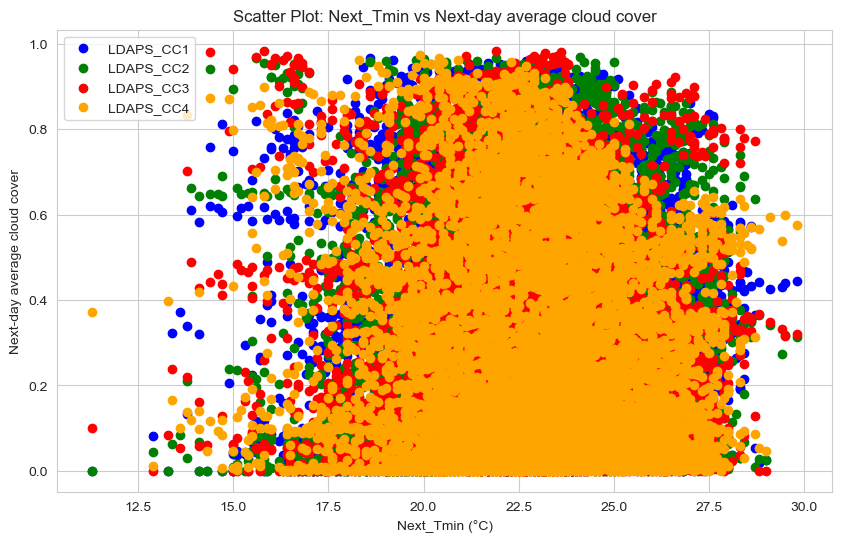 Scatter Plot: Next_Tmin vs Next-day average cloud cover
LDAPS_CC1
LDAPS_CC2
LDAPS_CC3
LDAPS_CC4
1.0
0.8
0.6
0.4
0.2
0.0
Next-day average cloud cover
12.5 15.0 17.5 20.0 22.5 25.0 27.5 30.0
Next_Tmin (°C)